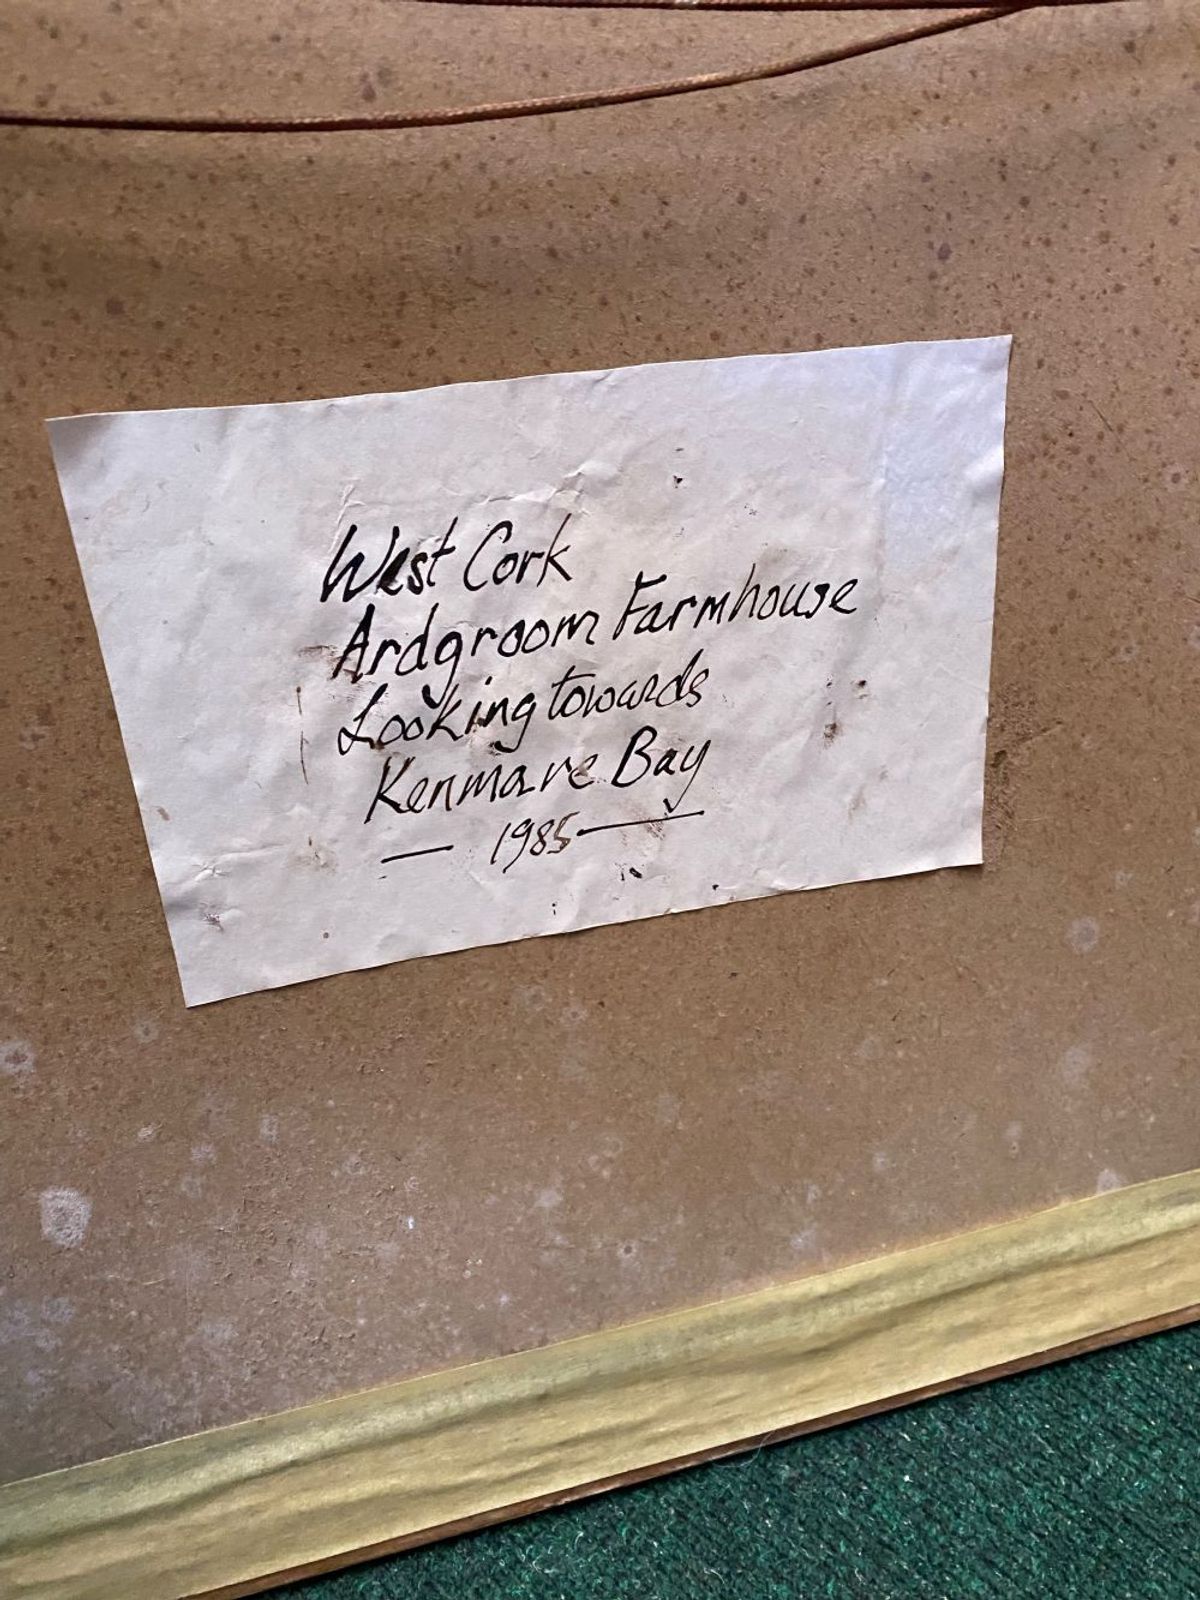 West Cork
Ardgroom Farmhouse
Looking towards
Kenmare Bay
— 1985 —